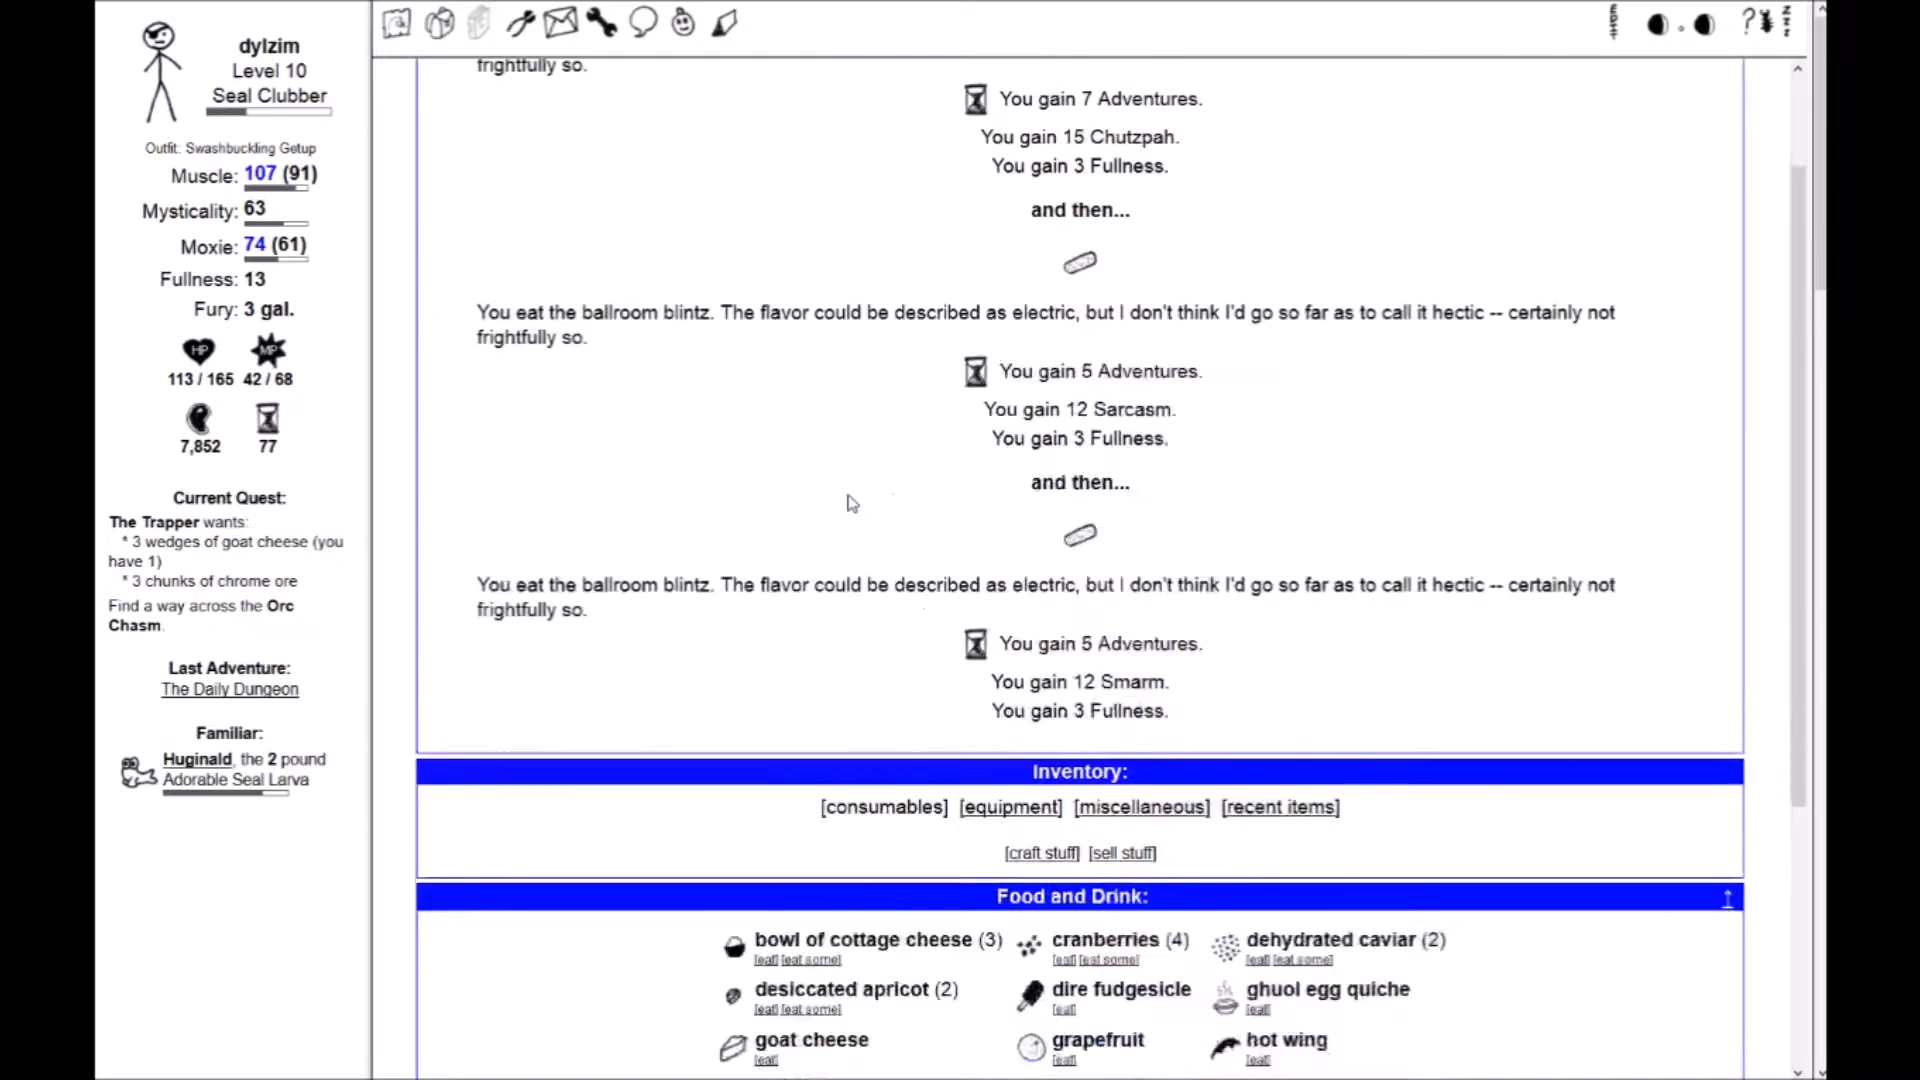 dylzim
Level 10
Seal Clubber
Outfit: Swashbuckling Getup
Muscle: 107 (91)
Mysticality: 63
Moxie: 74 (61)
Fullness: 13
Fury: 3 gal.
HP MP
113 / 165 42 / 68
7,852 77
Current Quest:
The Trapper wants:
* 3 wedges of goat cheese (you
have 1)
* 3 chunks of chrome ore
Find a way across the Orc
Chasm.
Last Adventure:
The Daily Dungeon
Familiar:
Huginald, the 2 pound
Adorable Seal Larva
frightfully so.
You gain 7 Adventures.
You gain 15 Chutzpah.
You gain 3 Fullness.
and then...
You eat the ballroom blintz. The flavor could be described as electric, but I don't think I'd go so far as to call it hectic -- certainly not
frightfully so.
You gain 5 Adventures.
You gain 12 Sarcasm.
You gain 3 Fullness.
and then...
You eat the ballroom blintz. The flavor could be described as electric, but I don't think I'd go so far as to call it hectic -- certainly not
frightfully so.
You gain 5 Adventures.
You gain 12 Smarm.
You gain 3 Fullness.
Inventory:
[consumables] [equipment] [miscellaneous] [recent items]
[craft stuff] [sell stuff]
Food and Drink:
bowl of cottage cheese (3) cranberries (4) dehydrated caviar (2)
[eat] [eat some] [eat] [eat some] [eat] [eat some]
desiccated apricot (2) dire fudgesicle ghuol egg quiche
[eat] [eat some] [eat] [eat]
goat cheese grapefruit hot wing
[eat] [eat] [eat]